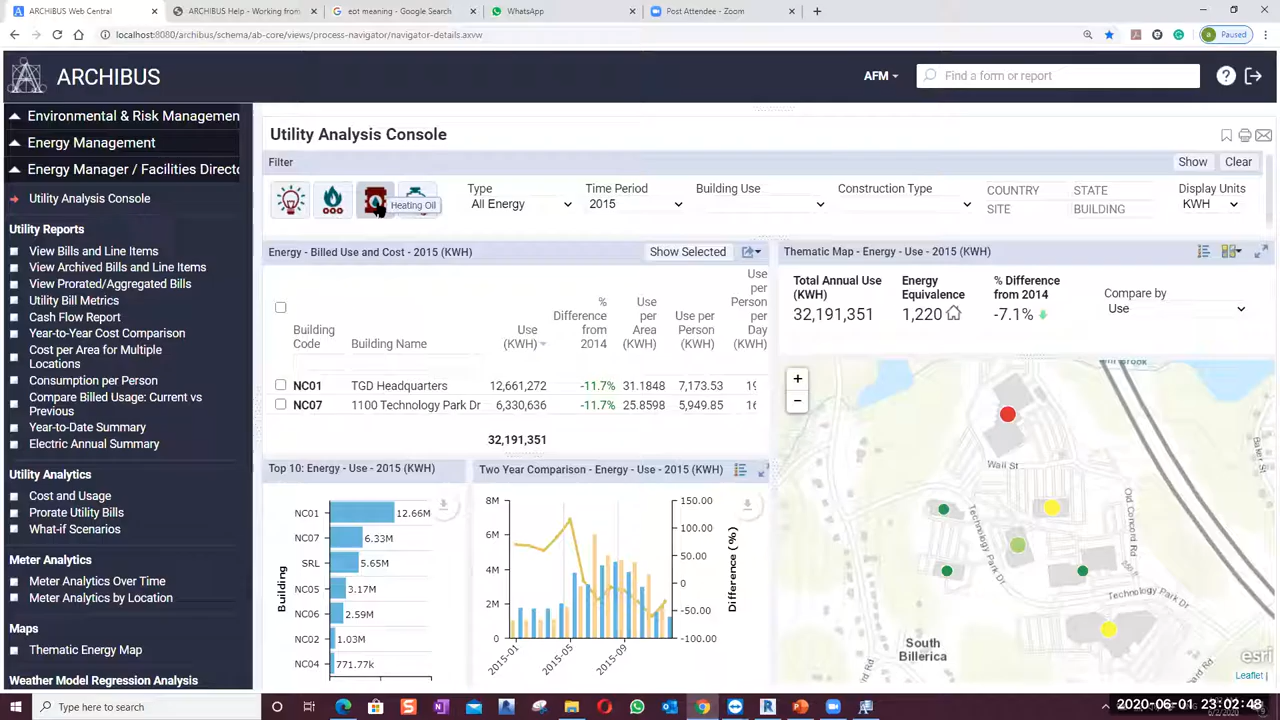 ARCHIBUS Web Central
ARCHIBUS Help - Working from
eot meaning - Google Search
WhatsApp
Post Attendee - Zoom
localhost:8080/archibus/schema/ab-core/views/process-navigator/navigator-details.axvw
Paused
ARCHIBUS
AFM
Find a form or report
Environmental & Risk Managemen
Energy Management
Energy Manager / Facilities Directo
Utility Analysis Console
Utility Reports
View Bills and Line Items
View Archived Bills and Line Items
View Prorated/Aggregated Bills
Utility Bill Metrics
Cash Flow Report
Year-to-Year Cost Comparison
Cost per Area for Multiple
Locations
Consumption per Person
Compare Billed Usage: Current vs
Previous
Year-to-Date Summary
Electric Annual Summary
Utility Analytics
Cost and Usage
Prorate Utility Bills
What-if Scenarios
Meter Analytics
Meter Analytics Over Time
Meter Analytics by Location
Maps
Thematic Energy Map
Weather Model Regression Analysis
Utility Analysis Console
Filter
Show Clear
Heating Oil
Type
All Energy
Time Period
2015
Building Use
Construction Type
COUNTRY STATE
SITE BUILDING
Display Units
KWH
Energy - Billed Use and Cost - 2015 (KWH)
Show Selected
Building Code
Building Name
Use (KWH)
% Difference from 2014
Use per Area (KWH)
Use per Person (KWH)
Use per Person per Day (KWH)
NC01 TGD Headquarters 12,661,272 -11.7% 31.1848 7,173.53 19
NC07 1100 Technology Park Dr 6,330,636 -11.7% 25.8598 5,949.85 16
32,191,351
Top 10: Energy - Use - 2015 (KWH)
Building
NC01 12.66M
NC07 6.33M
SRL 5.65M
NC05 3.17M
NC06 2.59M
NC02 1.03M
NC04 771.77k
Two Year Comparison - Energy - Use - 2015 (KWH)
8M
6M
4M
2M
0
150.00
100.00
50.00
0
-50.00
-100.00
Difference (%)
2015-01
2015-05
2015-09
Thematic Map - Energy - Use - 2015 (KWH)
Total Annual Use (KWH)
32,191,351
Energy Equivalence
1,220
% Difference from 2014
-7.1%
Compare by
Use
+
-
Wall St
Technology Park Dr
Old Concord Rd
Technology Park Dr
South
Billerica
esri
Leaflet
Type here to search
2020-06-01 23:02:48